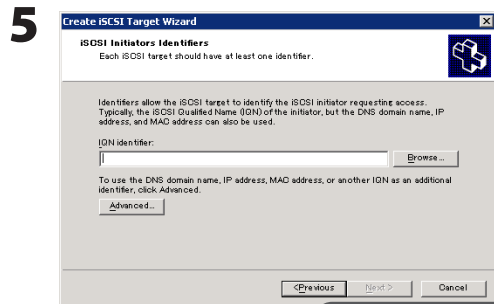 5
Create iSCSI Target Wizard
iSCSI Initiators Identifiers
Each iSCSI target should have at least one identifier.
Identifiers allow the iSCSI target to identify the iSCSI initiator requesting access.
Typically, the iSCSI Qualified Name (IQN) of the initiator, but the DNS domain name, IP
address, and MAC address can also be used.
IQN identifier:
Browse...
To use the DNS domain name, IP address, MAC address, or another IQN as an additional
identifier, click Advanced.
Advanced...
<Previous Next > Cancel